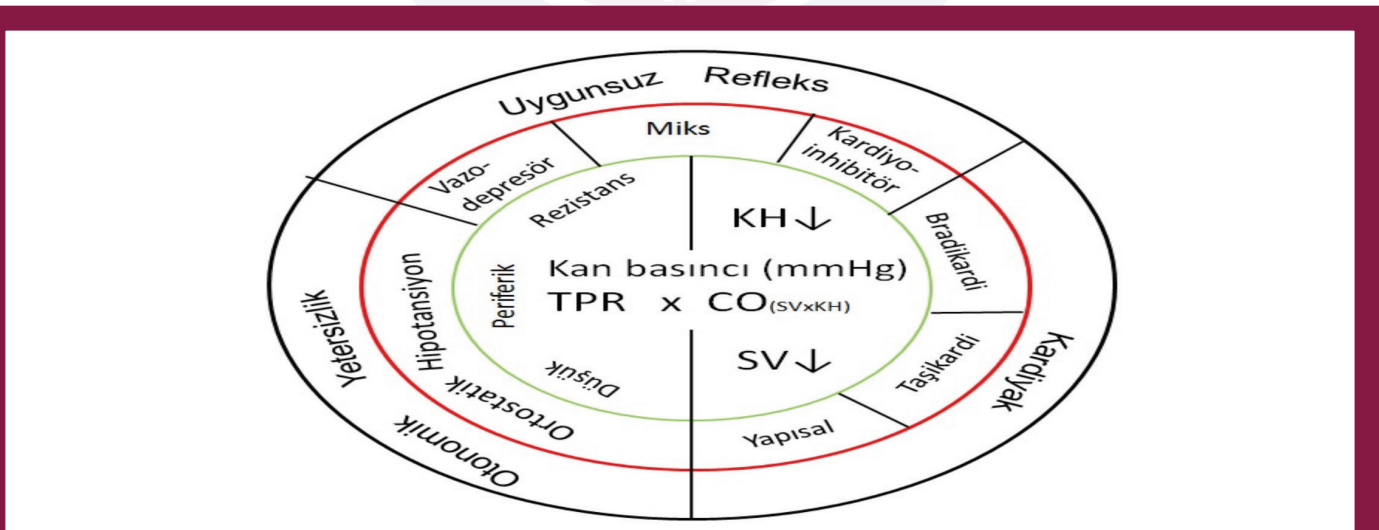 Uygunsuz Refleks
Miks
Vazo-
depresör
Kardiyo-
inhibitör
Rezistans
KH↓
Bradikardi
Periferik
Kan basıncı (mmHg)
TPR x CO(SVxKH)
SV↓
Düşük
Hipotansiyon
Ortostatik
Taşikardi
Yapısal
Yetersizlik
Otonomik
Kardiyak